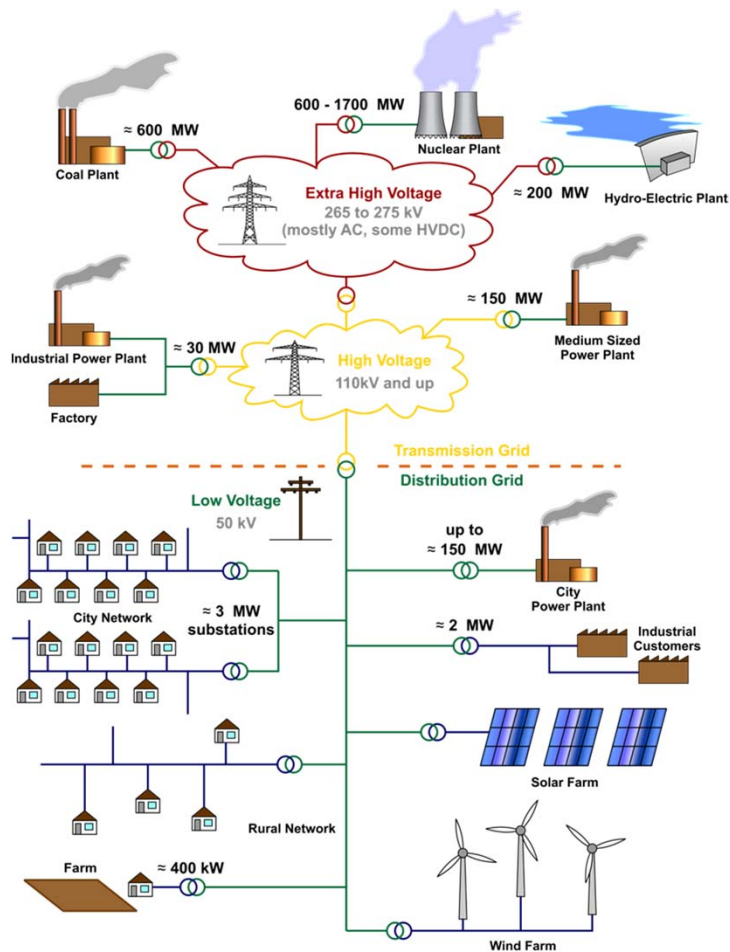 600 - 1700 MW
≈ 600 MW
Coal Plant
Nuclear Plant
Extra High Voltage
265 to 275 kV
(mostly AC, some HVDC)
≈ 200 MW
Hydro-Electric Plant
≈ 150 MW
Medium Sized
Power Plant
Industrial Power Plant
≈ 30 MW
Factory
High Voltage
110kV and up
Transmission Grid
Distribution Grid
Low Voltage
50 kV
up to
≈ 150 MW
City
Power Plant
City Network
≈ 3 MW
substations
≈ 2 MW
Industrial
Customers
Solar Farm
Rural Network
Farm
≈ 400 kW
Wind Farm